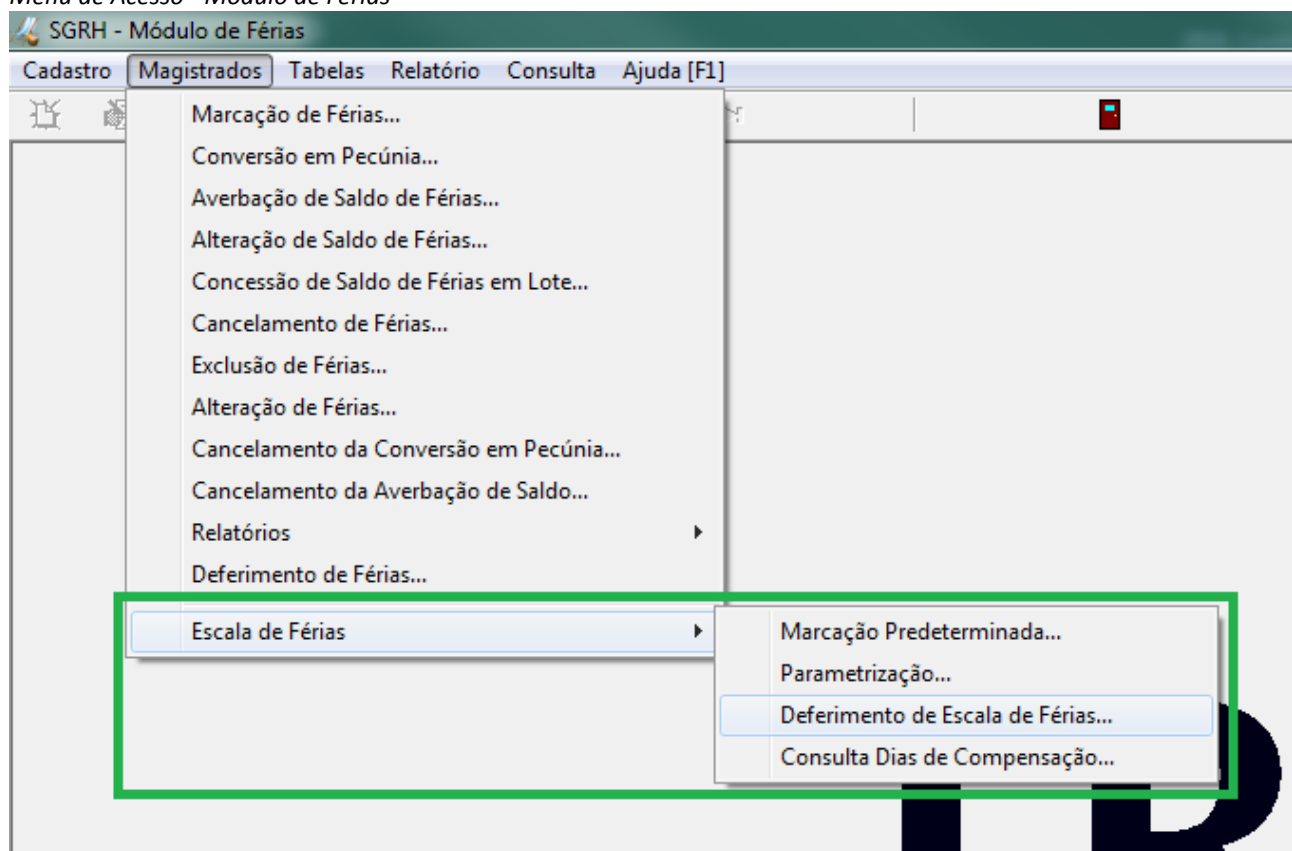 Menu de Acesso - Módulo de Férias
SGRH - Módulo de Férias
Cadastro Magistrados Tabelas Relatório Consulta Ajuda [F1]
Marcação de Férias...
Conversão em Pecúnia...
Averbação de Saldo de Férias...
Alteração de Saldo de Férias...
Concessão de Saldo de Férias em Lote...
Cancelamento de Férias...
Exclusão de Férias...
Alteração de Férias...
Cancelamento da Conversão em Pecúnia...
Cancelamento da Averbação de Saldo...
Relatórios
Deferimento de Férias...
Escala de Férias
Marcação Predeterminada...
Parametrização...
Deferimento de Escala de Férias...
Consulta Dias de Compensação...